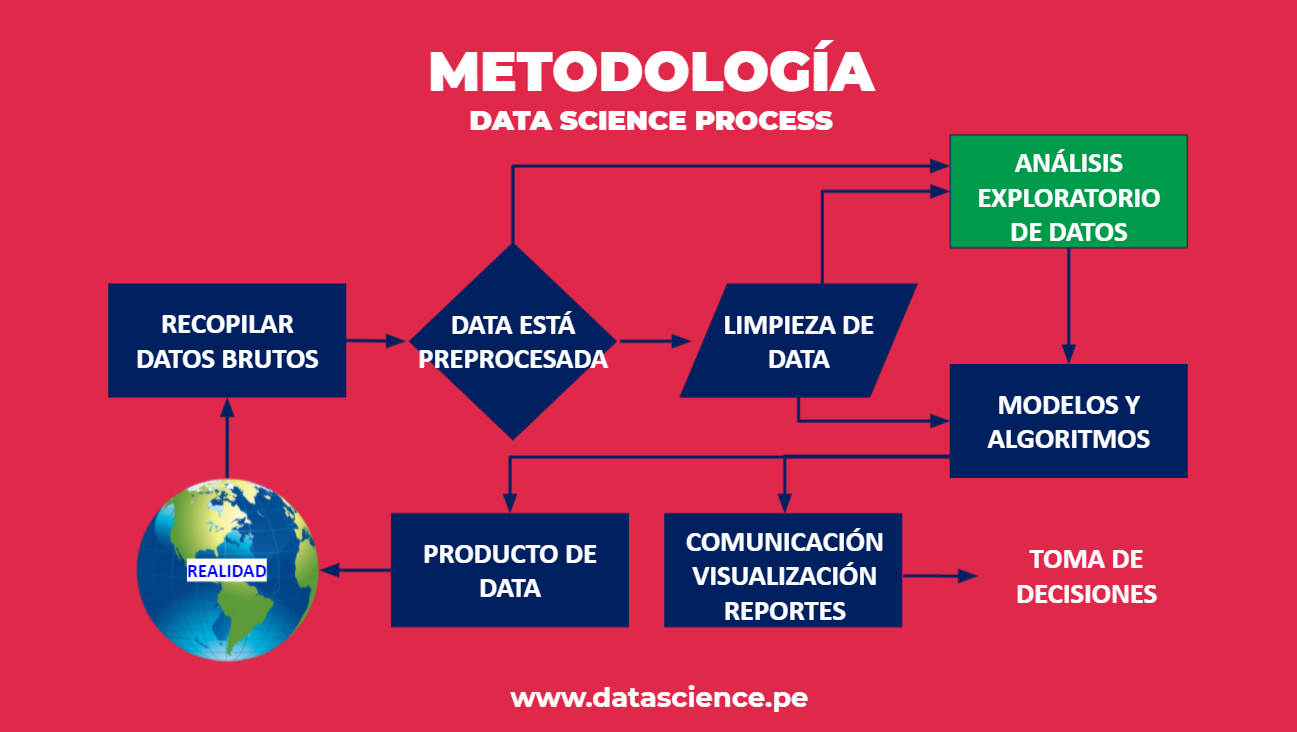 METODOLOGÍA
DATA SCIENCE PROCESS
ANÁLISIS
EXPLORATORIO
DE DATOS
RECOPILAR
DATOS BRUTOS
DATA ESTÁ
PREPROCESADA
LIMPIEZA DE
DATA
MODELOS Y
ALGORITMOS
REALIDAD
PRODUCTO DE
DATA
COMUNICACIÓN
VISUALIZACIÓN
REPORTES
TOMA DE
DECISIONES
www.datascience.pe